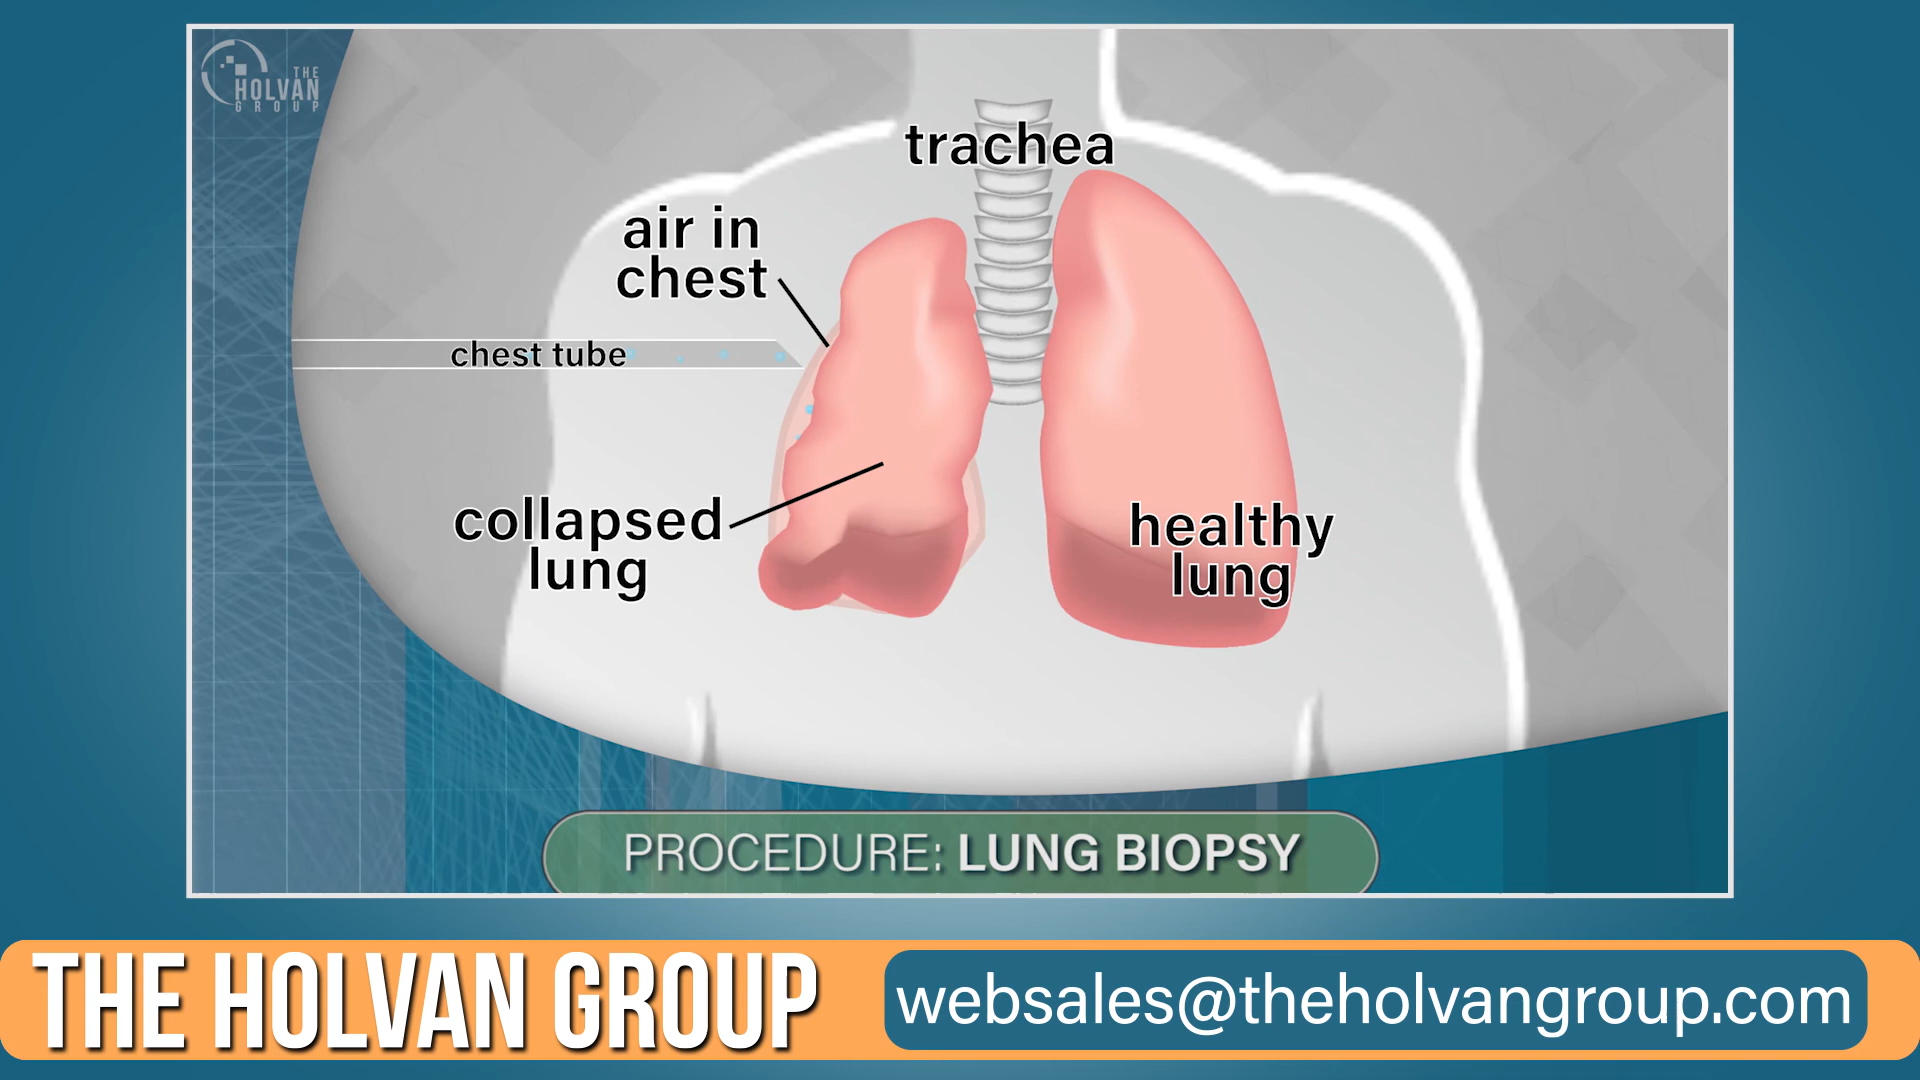 THE
HOLVAN
GROUP
trachea
air in
chest
chest tube
collapsed
lung
healthy
lung
PROCEDURE: LUNG BIOPSY
THE HOLVAN GROUP
websales@theholvangroup.com